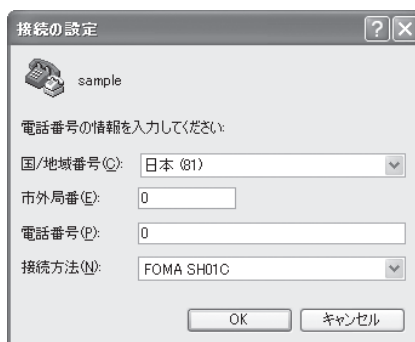 接続の設定
sample
電話番号の情報を入力してください:
国/地域番号(C): 日本 (81)
市外局番(E): 0
電話番号(P): 0
接続方法(N): FOMA SH01C
OK キャンセル